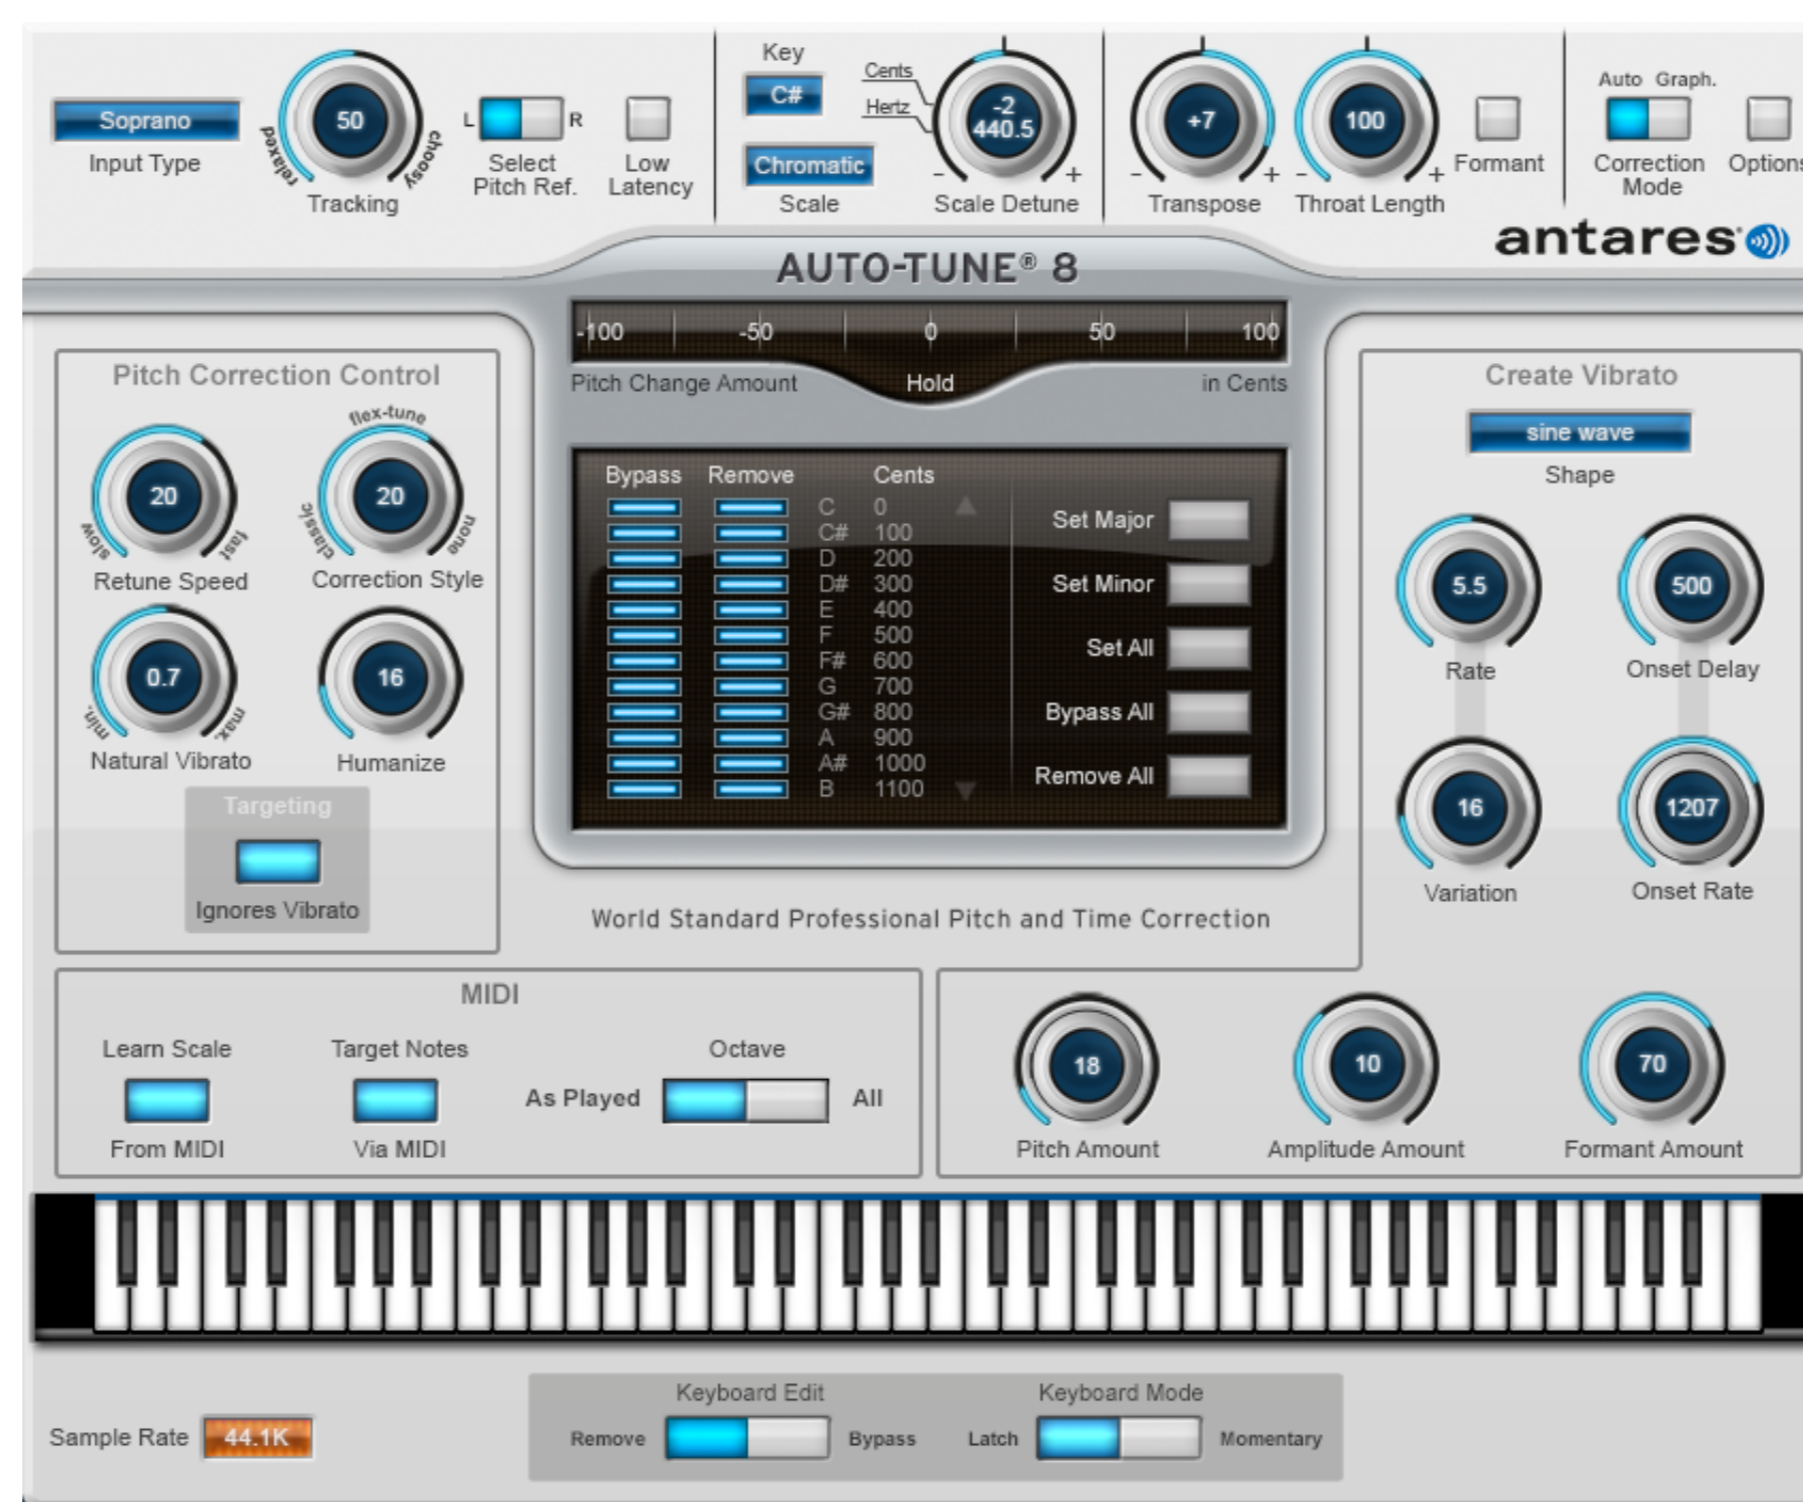 Soprano
Input Type
50
relaxed
choosy
Tracking
L
R
Select
Pitch Ref.
Low
Latency
Key
C#
Chromatic
Scale
Cents
Hertz
-2
440.5
- +
Scale Detune
+7
- +
Transpose
100
- +
Throat Length
Formant
Auto Graph.
Correction
Mode
Options
antares
AUTO-TUNE® 8
-100 -50 0 50 100
Pitch Change Amount Hold in Cents
Pitch Correction Control
20
slow
fast
Retune Speed
flex-tune
20
classic
none
Correction Style
0.7
min.
max.
Natural Vibrato
16
Humanize
Targeting
Ignores Vibrato
Bypass Remove Cents
C 0
C# 100
D 200
D# 300
E 400
F 500
F# 600
G 700
G# 800
A 900
A# 1000
B 1100
Set Major
Set Minor
Set All
Bypass All
Remove All
World Standard Professional Pitch and Time Correction
Create Vibrato
sine wave
Shape
5.5
Rate
500
Onset Delay
16
Variation
1207
Onset Rate
MIDI
Learn Scale
From MIDI
Target Notes
Via MIDI
Octave
As Played All
18
Pitch Amount
10
Amplitude Amount
70
Formant Amount
Sample Rate 44.1K
Keyboard Edit
Remove Bypass
Keyboard Mode
Latch Momentary